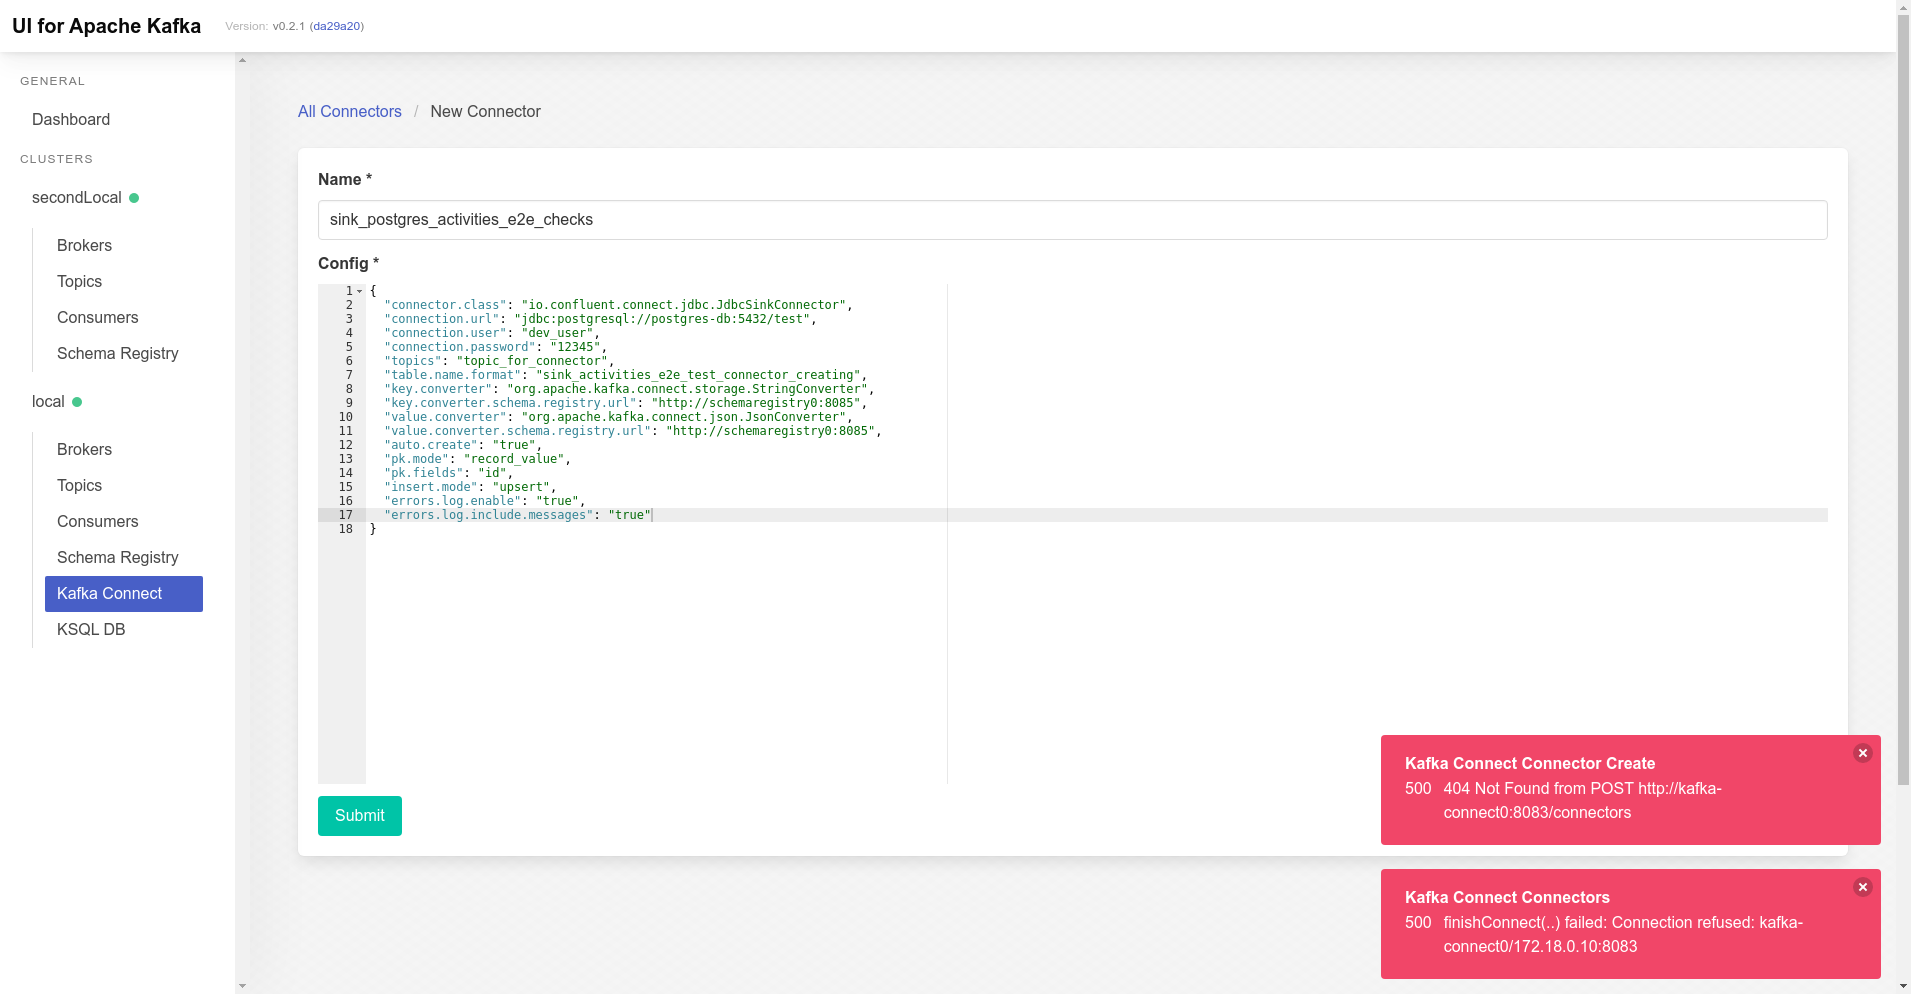 UI for Apache Kafka
Version: v0.2.1 (da29a20)
GENERAL
Dashboard
CLUSTERS
secondLocal
Brokers
Topics
Consumers
Schema Registry
local
Brokers
Topics
Consumers
Schema Registry
Kafka Connect
KSQL DB
All Connectors / New Connector
Name *
sink_postgres_activities_e2e_checks
Config *
1 {
2 "connector.class": "io.confluent.connect.jdbc.JdbcSinkConnector",
3 "connection.url": "jdbc:postgresql://postgres-db:5432/test",
4 "connection.user": "dev_user",
5 "connection.password": "12345",
6 "topics": "topic_for_connector",
7 "table.name.format": "sink_activities_e2e_test_connector_creating",
8 "key.converter": "org.apache.kafka.connect.storage.StringConverter",
9 "key.converter.schema.registry.url": "http://schemaregistry0:8085",
10 "value.converter": "org.apache.kafka.connect.json.JsonConverter",
11 "value.converter.schema.registry.url": "http://schemaregistry0:8085",
12 "auto.create": "true",
13 "pk.mode": "record_value",
14 "pk.fields": "id",
15 "insert.mode": "upsert",
16 "errors.log.enable": "true",
17 "errors.log.include.messages": "true"
18 }
Submit
Kafka Connect Connector Create
500 404 Not Found from POST http://kafka-
connect0:8083/connectors
Kafka Connect Connectors
500 finishConnect(..) failed: Connection refused: kafka-
connect0/172.18.0.10:8083